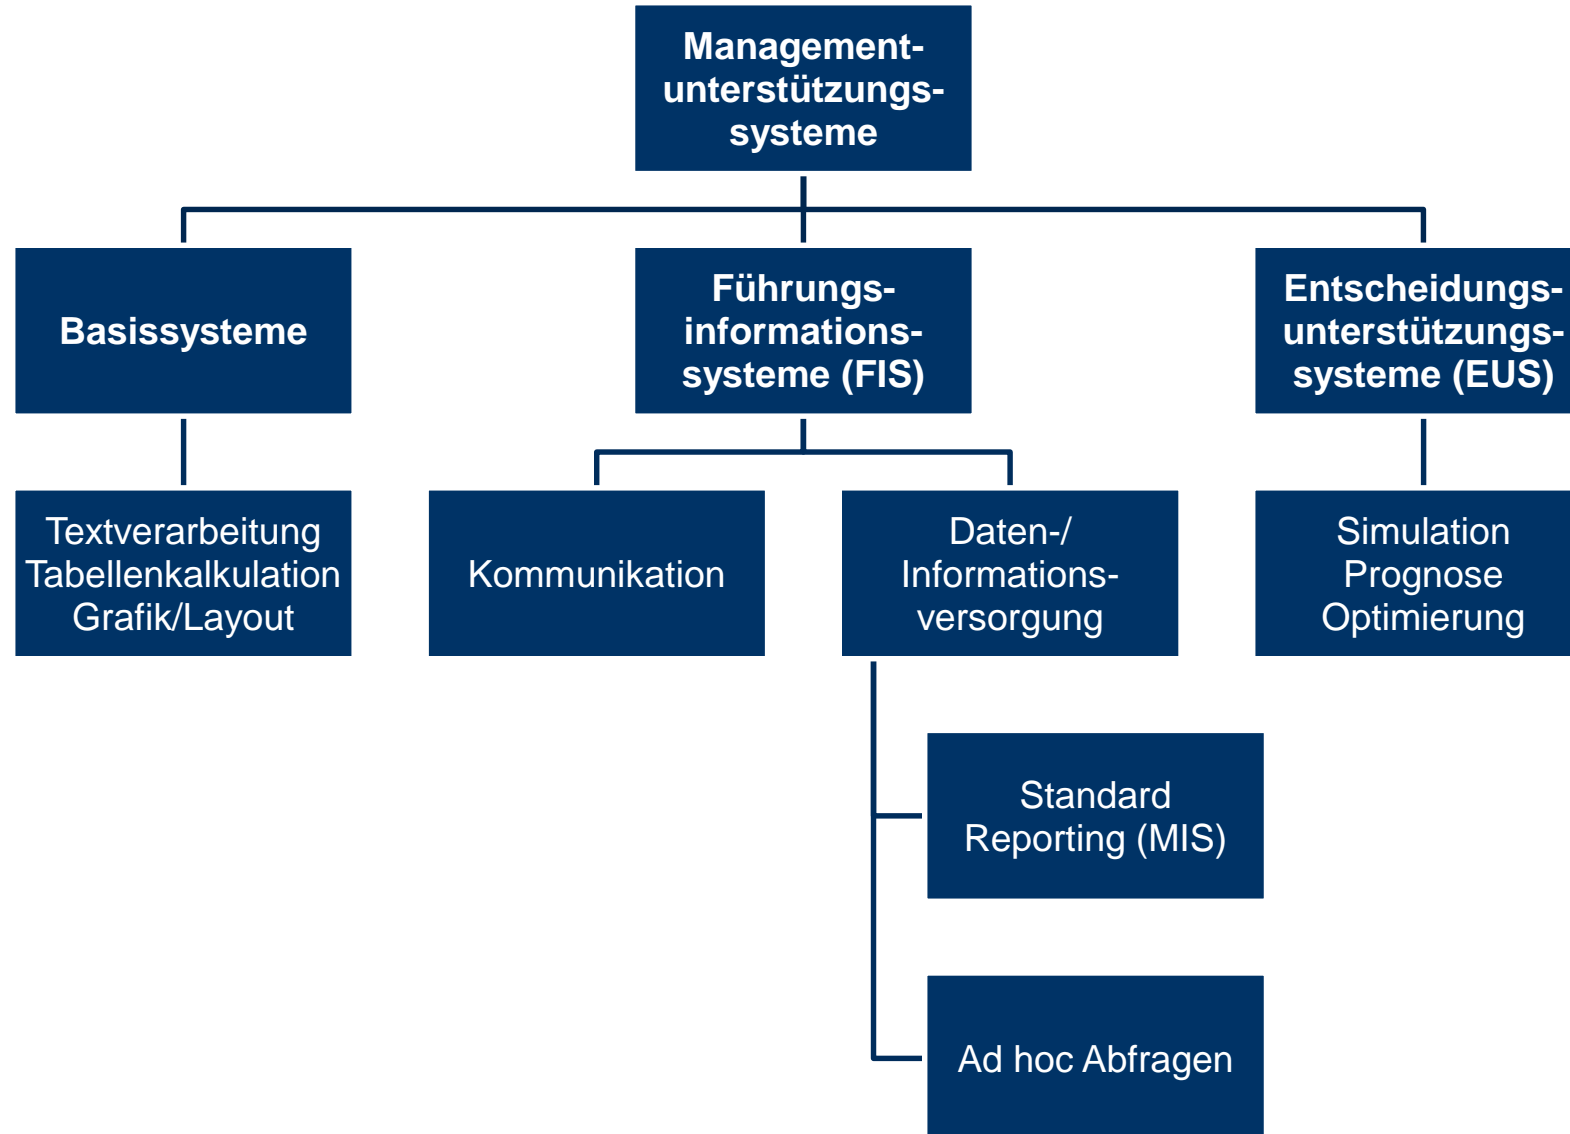 Management-
unterstützungs-
systeme
Basissysteme
Führungs-
informations-
systeme (FIS)
Entscheidungs-
unterstützungs-
systeme (EUS)
Textverarbeitung
Tabellenkalkulation
Grafik/Layout
Kommunikation
Daten-/
Informations-
versorgung
Simulation
Prognose
Optimierung
Standard
Reporting (MIS)
Ad hoc Abfragen